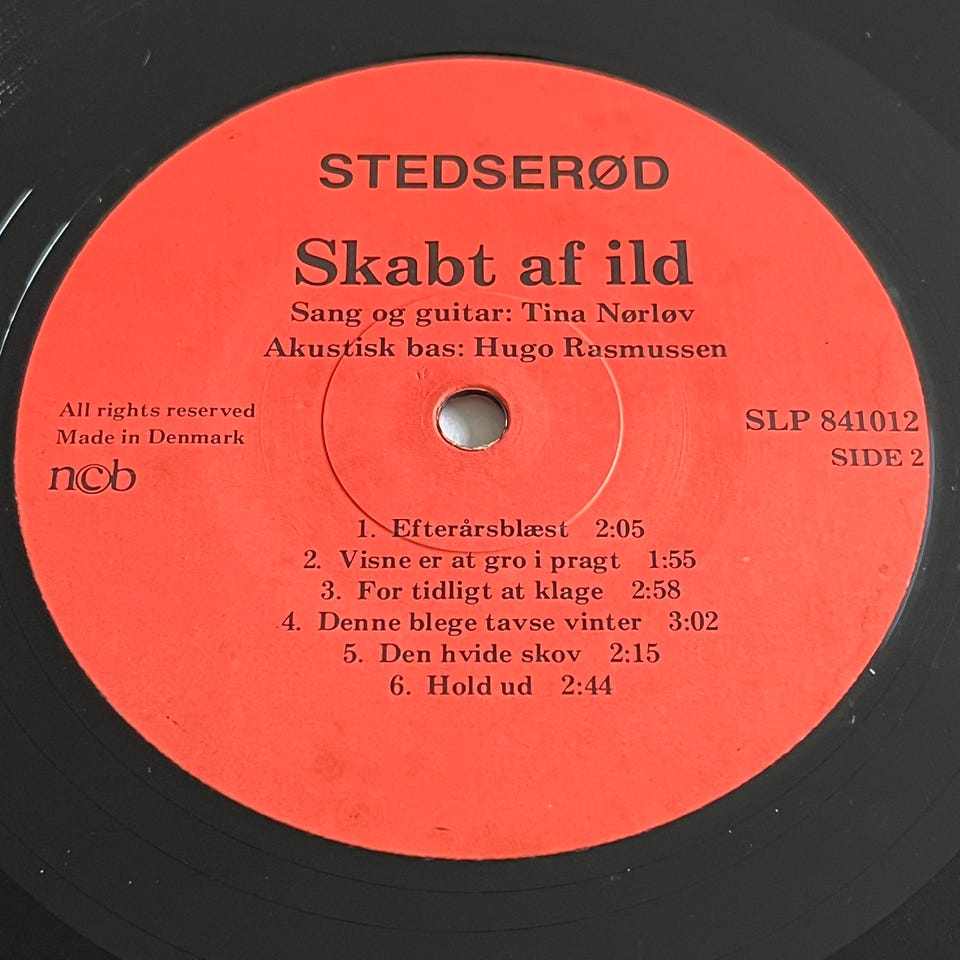 STEDSERØD
Skabt af ild
Sang og guitar: Tina Nørløv
Akustisk bas: Hugo Rasmussen
All rights reserved
Made in Denmark
ncb
SLP 841012
SIDE 2
1. Efterårsblæst 2:05
2. Visne er at gro i pragt 1:55
3. For tidligt at klage 2:58
4. Denne blege tavse vinter 3:02
5. Den hvide skov 2:15
6. Hold ud 2:44